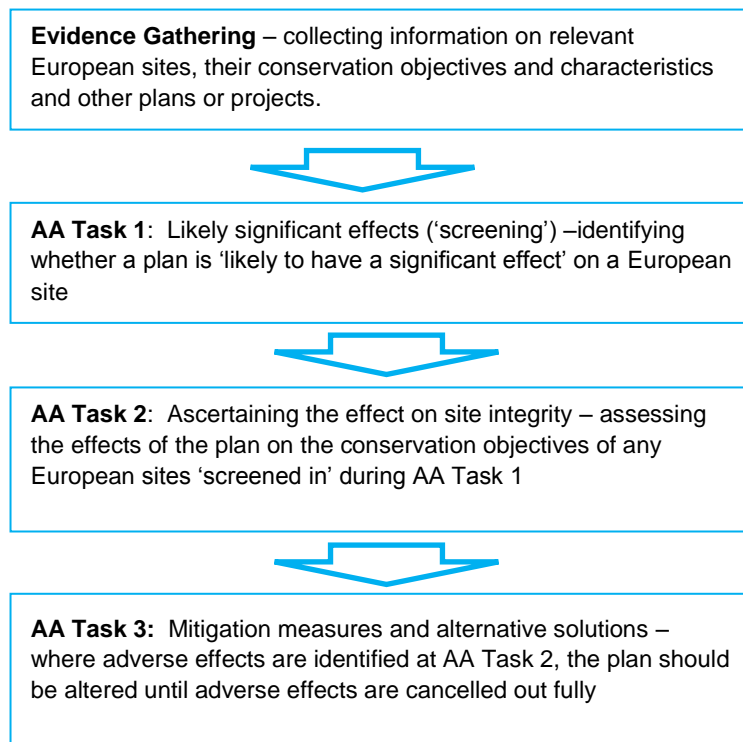 Evidence Gathering – collecting information on relevant
European sites, their conservation objectives and characteristics
and other plans or projects.
AA Task 1:  Likely significant effects (‘screening’) –identifying
whether a plan is ‘likely to have a significant effect’ on a European
site
AA Task 2:  Ascertaining the effect on site integrity – assessing
the effects of the plan on the conservation objectives of any
European sites ‘screened in’ during AA Task 1
AA Task 3:  Mitigation measures and alternative solutions –
where adverse effects are identified at AA Task 2, the plan should
be altered until adverse effects are cancelled out fully